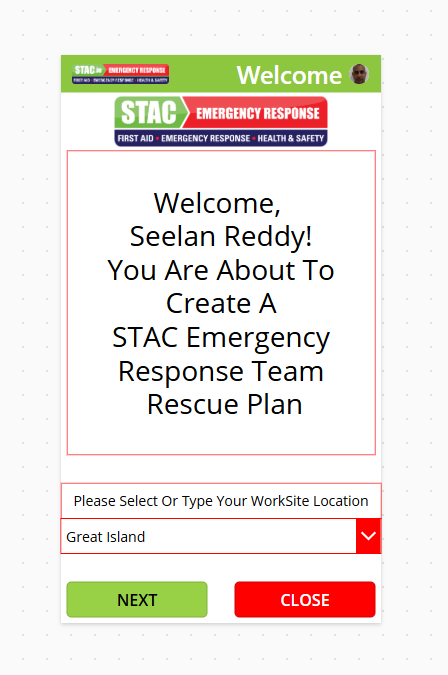 STAC EMERGENCY RESPONSE
FIRST AID • EMERGENCY RESPONSE • HEALTH & SAFETY
Welcome
STAC EMERGENCY RESPONSE
FIRST AID • EMERGENCY RESPONSE • HEALTH & SAFETY
Welcome,
Seelan Reddy!
You Are About To
Create A
STAC Emergency
Response Team
Rescue Plan
Please Select Or Type Your WorkSite Location
Great Island
NEXT CLOSE